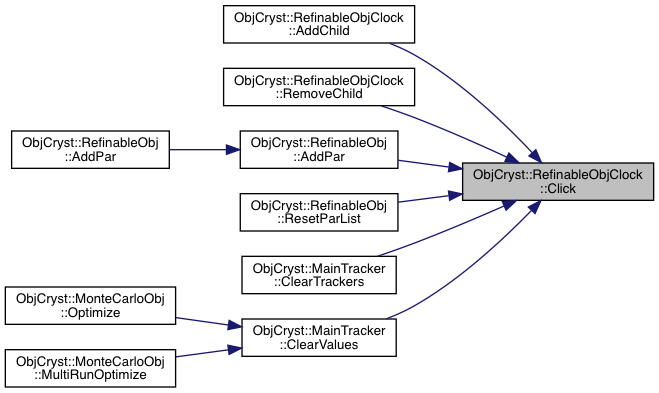 ObjCryst::RefinableObjClock
::AddChild
ObjCryst::RefinableObjClock
::RemoveChild
ObjCryst::RefinableObj
::AddPar
ObjCryst::RefinableObj
::AddPar
ObjCryst::RefinableObjClock
::Click
ObjCryst::RefinableObj
::ResetParList
ObjCryst::MainTracker
::ClearTrackers
ObjCryst::MonteCarloObj
::Optimize
ObjCryst::MainTracker
::ClearValues
ObjCryst::MonteCarloObj
::MultiRunOptimize